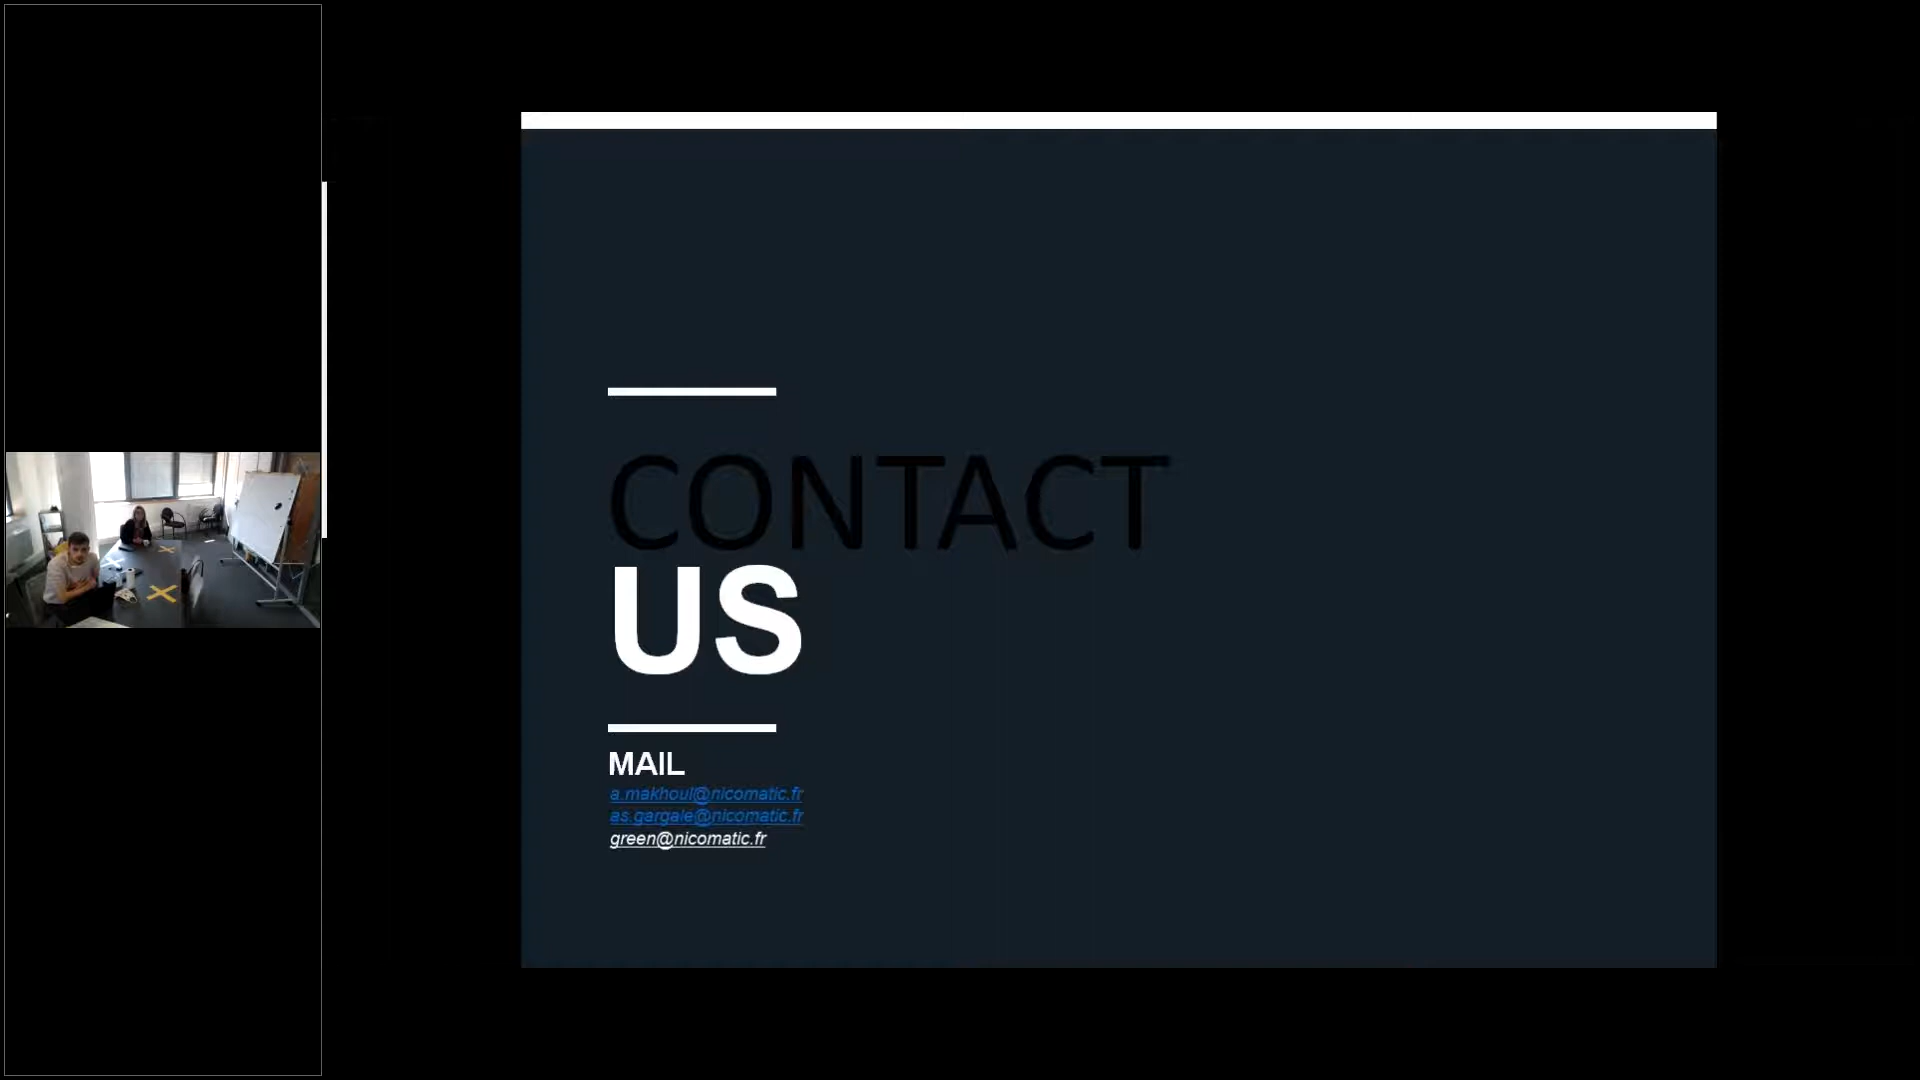 CONTACT
US
MAIL
a.makhoul@nicomatic.fr
as.gargale@nicomatic.fr
green@nicomatic.fr